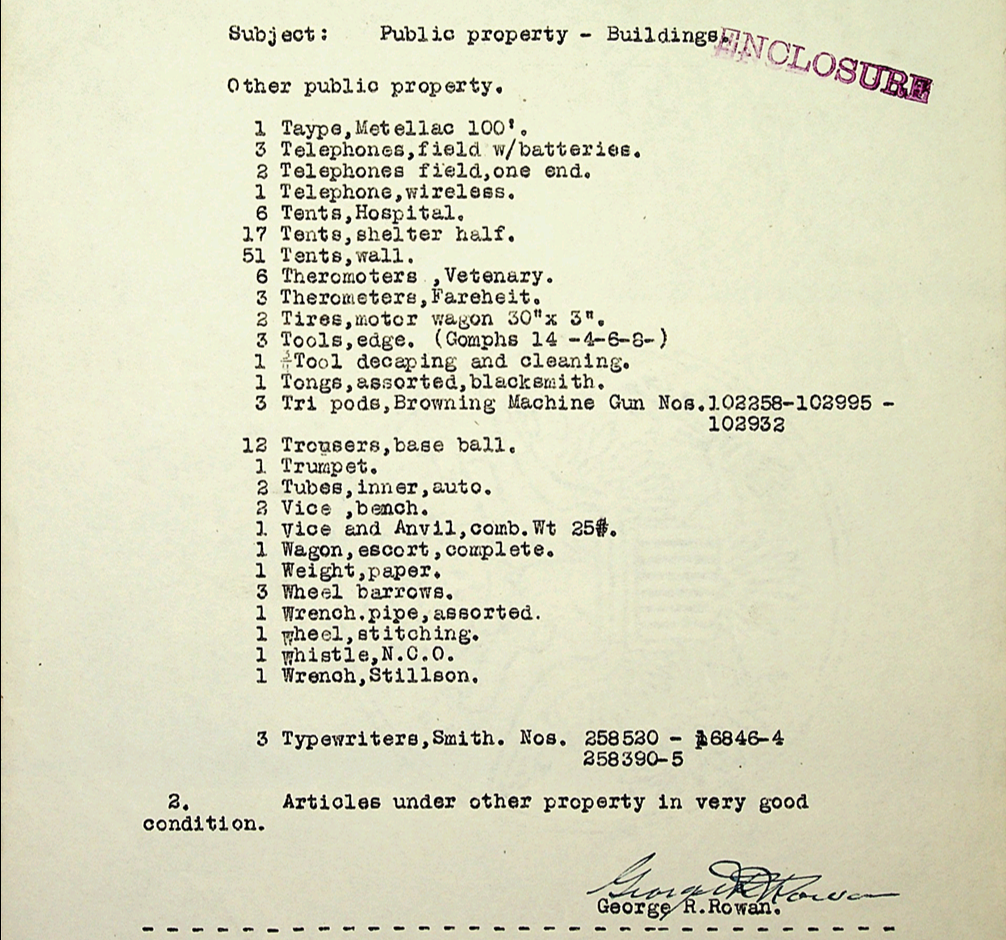 Subject: Public property - Buildings.
ENCLOSURE
Other public property.
1 Taype,Metellac 100'.
3 Telephones,field w/batteries.
2 Telephones field,one end.
1 Telephone,wireless.
6 Tents,Hospital.
17 Tents,shelter half.
51 Tents,wall.
6 Theromoters ,Vetenary.
3 Therometers,Fareheit.
2 Tires,motor wagon 30"x 3".
3 Tools,edge. (Gomphs 14 -4-6-8-)
1 Tool decaping and cleaning.
1 Tongs,assorted,blacksmith.
3 Tri pods,Browning Machine Gun Nos.102258-102995 -
102932
12 Trousers,base ball.
1 Trumpet.
2 Tubes,inner,auto.
2 Vice ,bench.
1 Vice and Anvil,comb.Wt 25#.
1 Wagon,escort,complete.
1 Weight,paper.
3 Wheel barrows.
1 Wrench.pipe,assorted.
1 wheel,stitching.
1 whistle,N.C.O.
1 Wrench,Stillson.
3 Typewriters,Smith. Nos. 258520 - 16846-4
258390-5
2. Articles under other property in very good
condition.
George R Rowan
George R.Rowan.